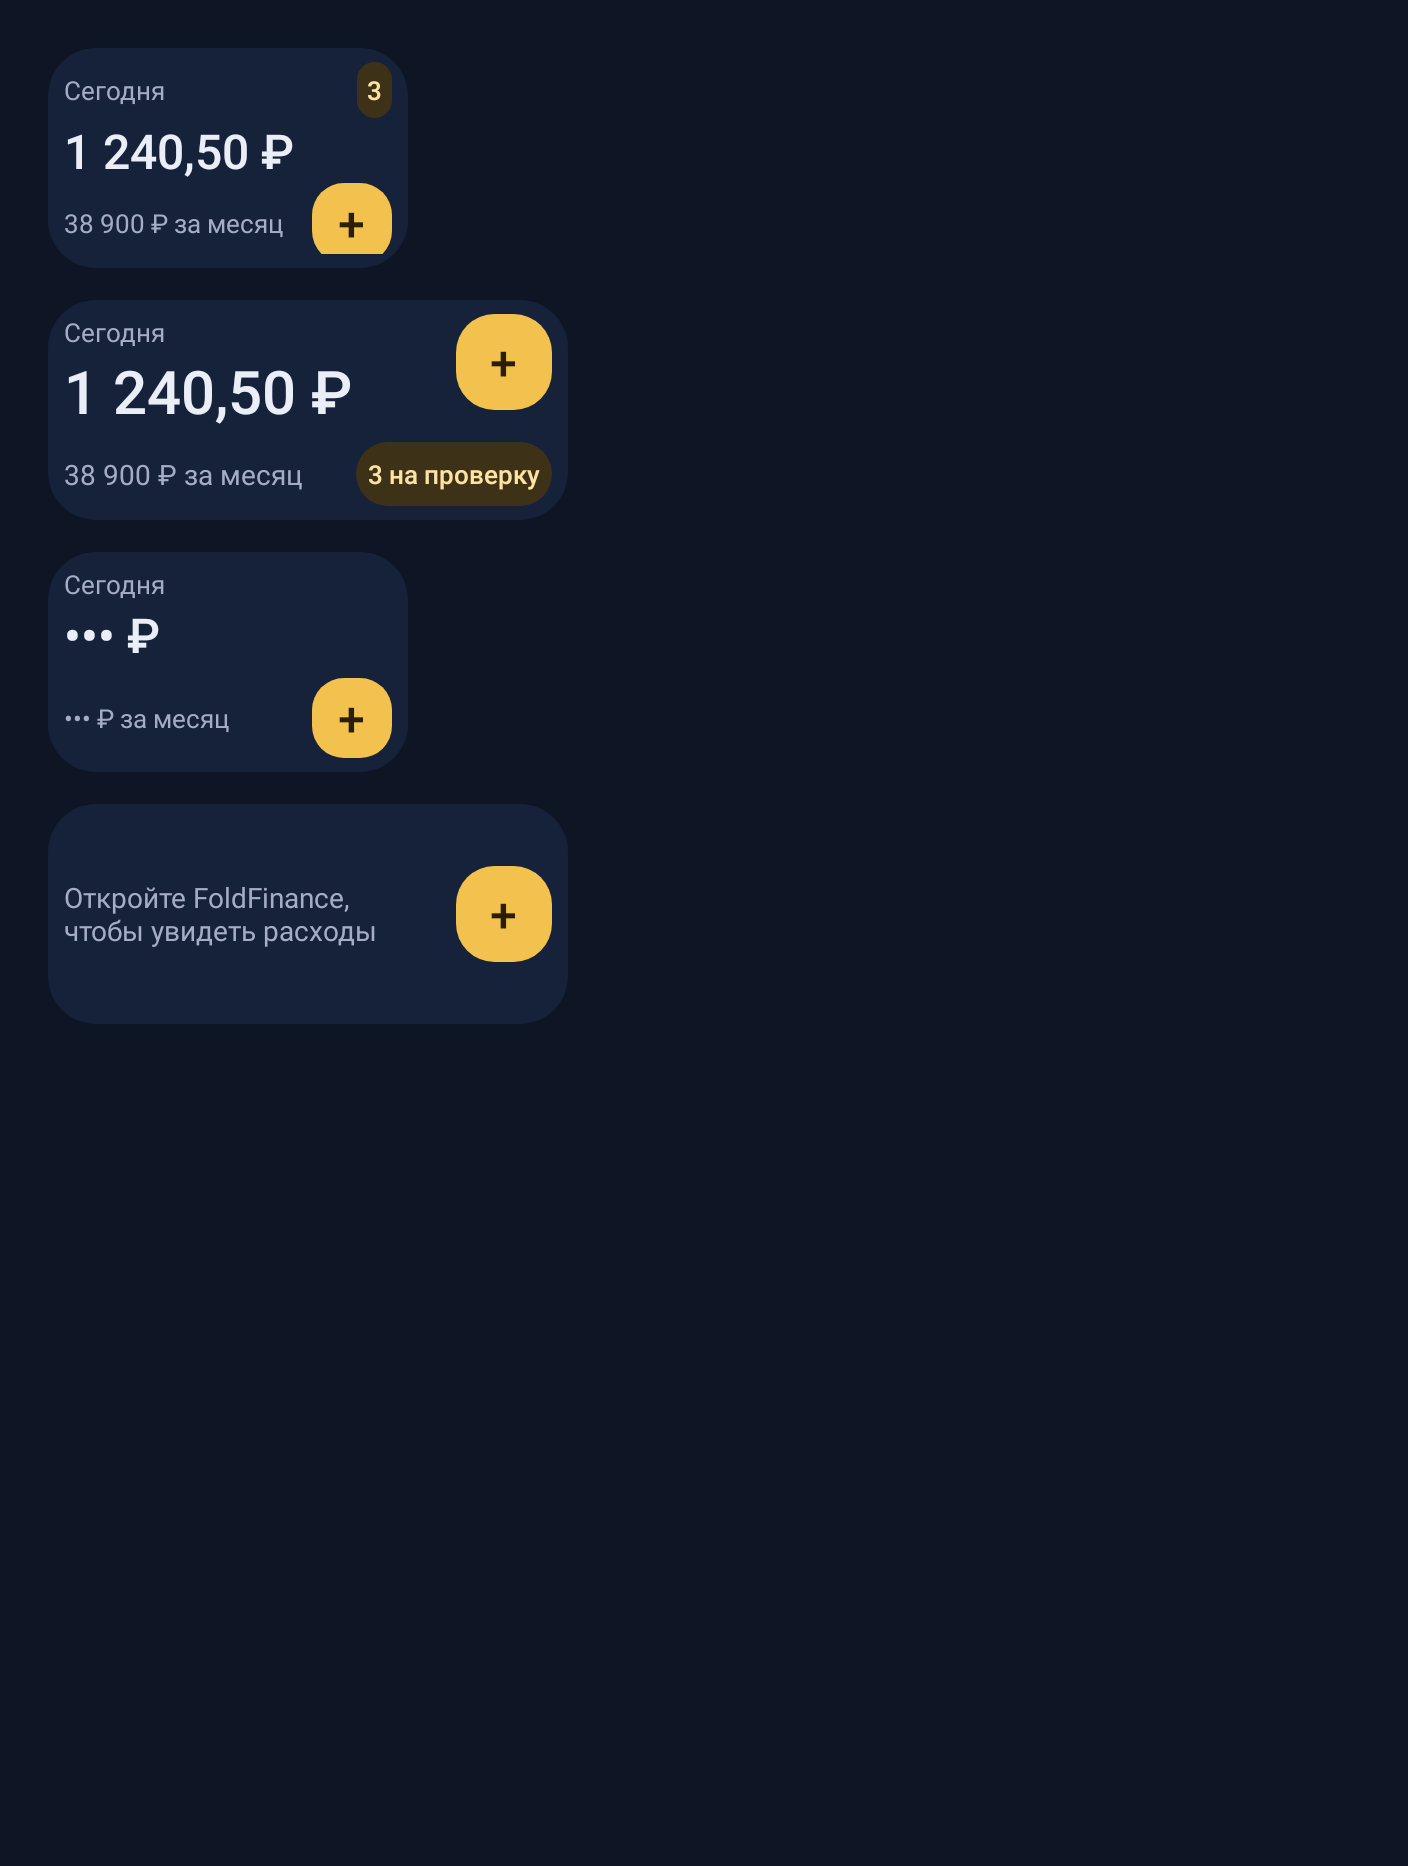 Сегодня 3
1 240,50 ₽
38 900 ₽ за месяц +
Сегодня +
1 240,50 ₽
38 900 ₽ за месяц 3 на проверку
Сегодня
••• ₽
••• ₽ за месяц +
Откройте FoldFinance,
чтобы увидеть расходы +